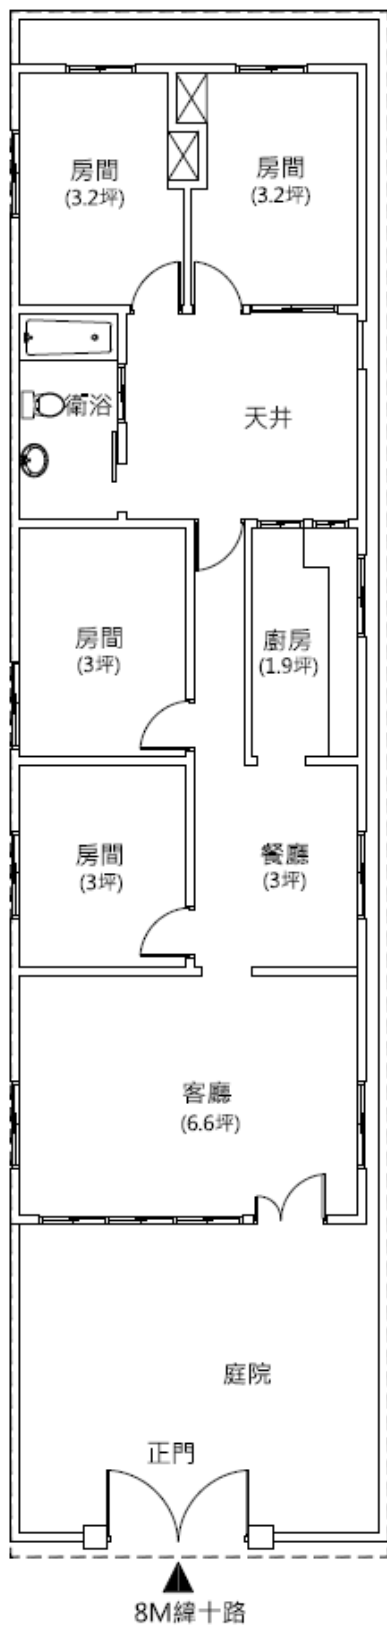 房間
(3.2坪)
房間
(3.2坪)
衛浴
天井
房間
(3坪)
廚房
(1.9坪)
房間
(3坪)
餐廳
(3坪)
客廳
(6.6坪)
庭院
正門
8M緯十路